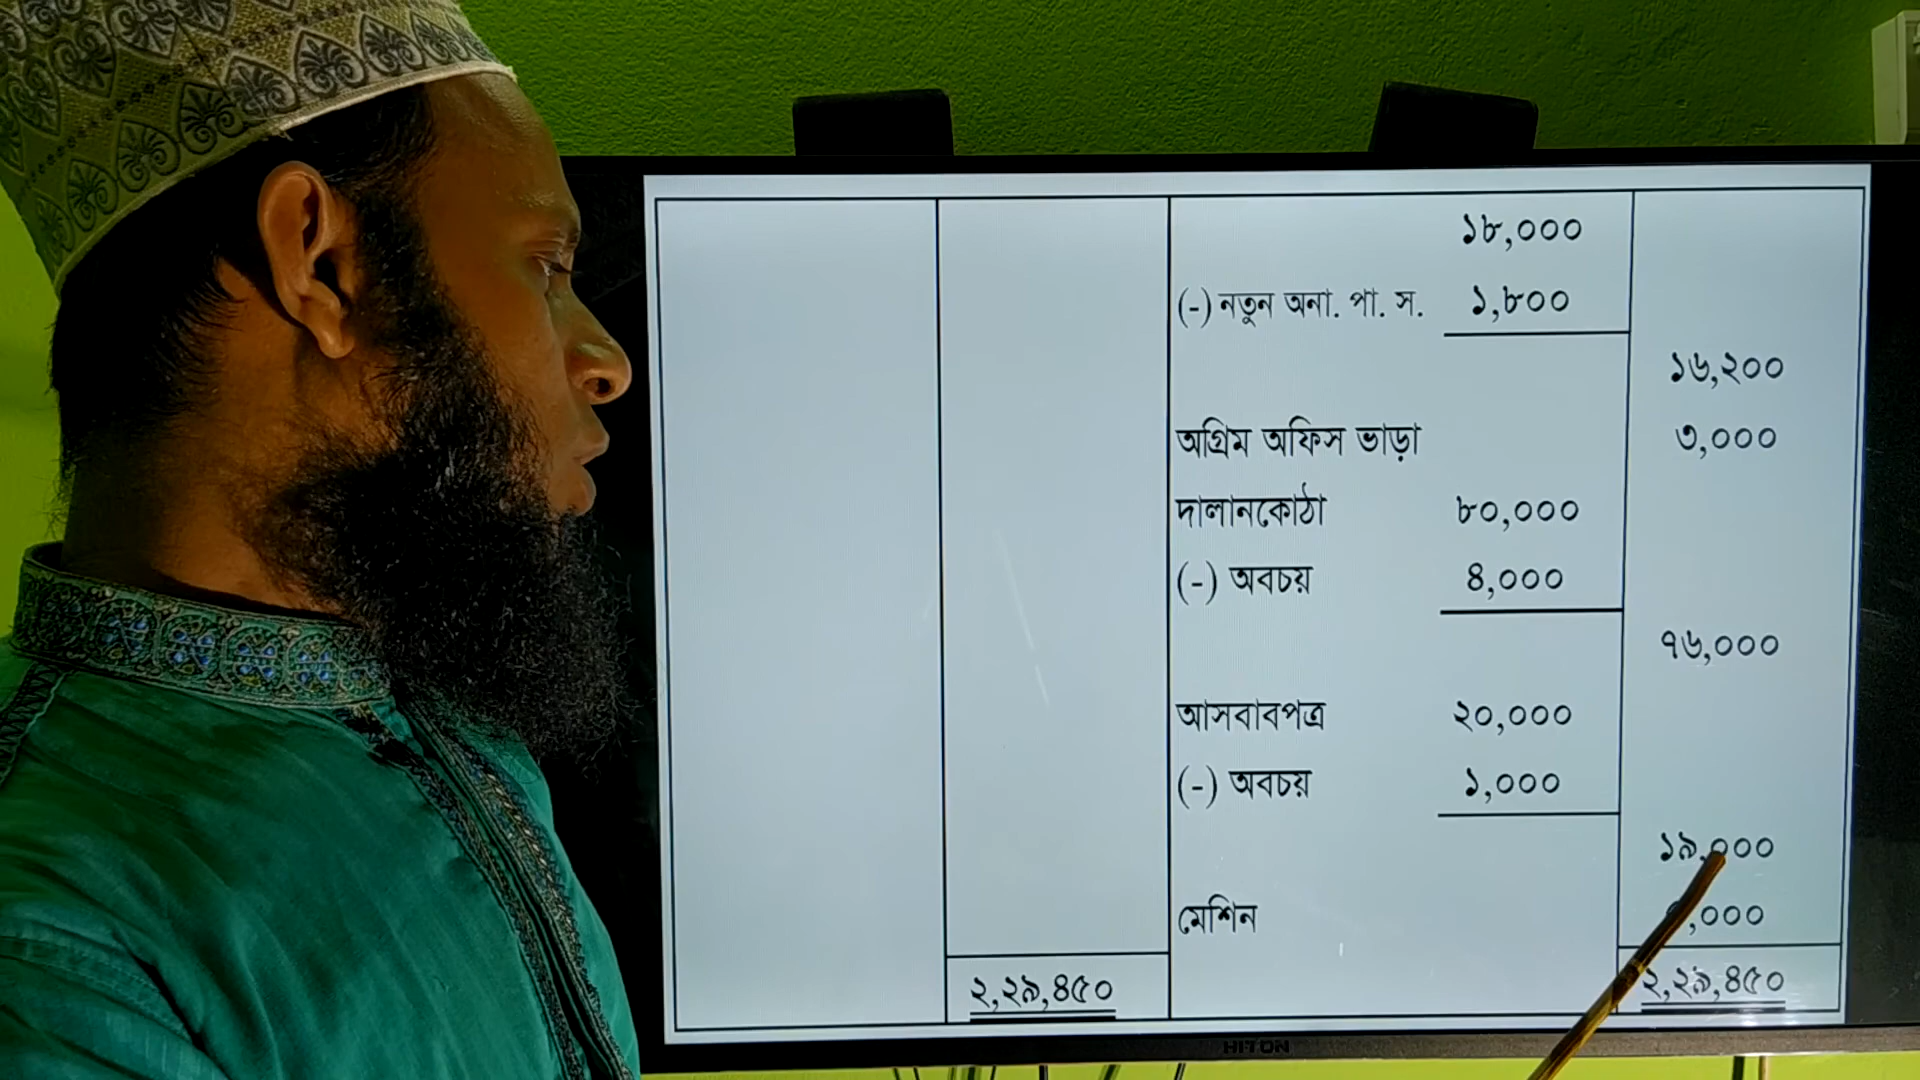 ১৮,০০০
(-) নতুন অনা. পা. স. ১,৮০০
১৬,২০০
অগ্রিম অফিস ভাড়া ৩,০০০
দালানকোঠা ৮০,০০০
(-) অবচয় ৪,০০০
৭৬,০০০
আসবাবপত্র ২০,০০০
(-) অবচয় ১,০০০
১৯,০০০
মেশিন
২,২৯,৪৫০ ২,২৯,৪৫০
HITON